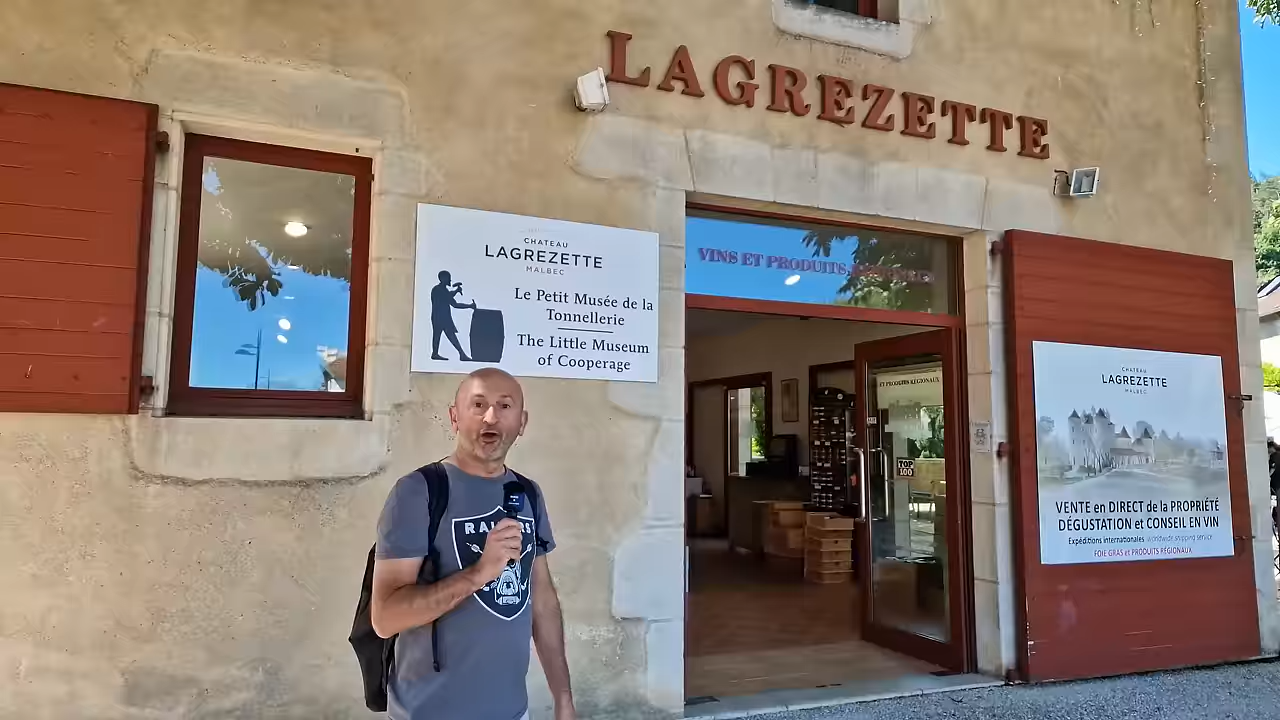 LAGREZETTE
CHATEAU
LAGREZETTE
MALBEC
Le Petit Musée de la
Tonnellerie
The Little Museum
of Cooperage
VINS ET PRODUITS
ET PRODUITS RÉGIONAUX
TOP
100
CHATEAU
LAGREZETTE
MALBEC
VENTE en DIRECT de la PROPRIÉTÉ
DÉGUSTATION et CONSEIL EN VIN
Expéditions internationales worldwide shipping service
FOIE GRAS et PRODUITS RÉGIONAUX
RAIDERS